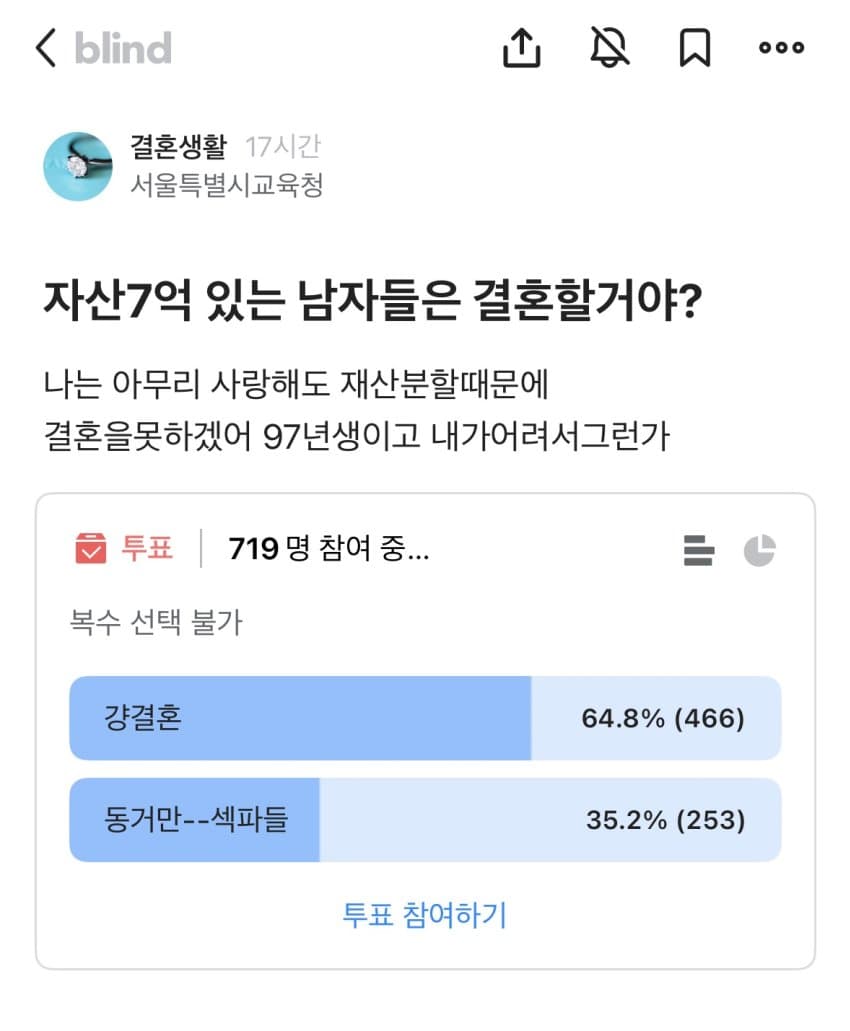 blind
결혼생활 17시간
서울특별시교육청
자산7억 있는 남자들은 결혼할거야?
나는 아무리 사랑해도 재산분할때문에
결혼을못하겠어 97년생이고 내가어려서그런가
투표 | 719 명 참여 중...
복수 선택 불가
걍결혼 64.8% (466)
동거만--섹파들 35.2% (253)
투표 참여하기